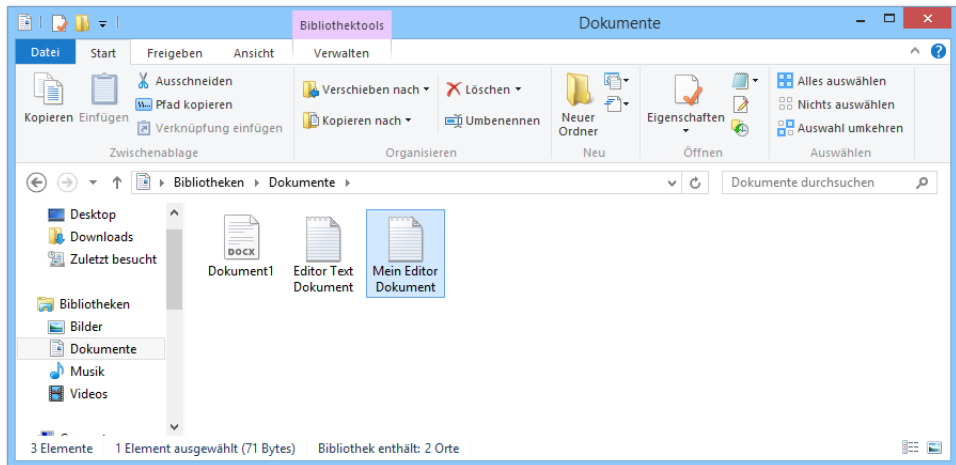 Bibliothektools
Dokumente
Datei Start Freigeben Ansicht Verwalten
Kopieren
Einfügen
Ausschneiden
Pfad kopieren
Verknüpfung einfügen
Zwischenablage
Verschieben nach
Kopieren nach
Löschen
Umbenennen
Organisieren
Neuer
Ordner
Neu
Eigenschaften
Öffnen
Alles auswählen
Nichts auswählen
Auswahl umkehren
Auswählen
Bibliotheken Dokumente
Dokumente durchsuchen
Desktop
Downloads
Zuletzt besucht
Bibliotheken
Bilder
Dokumente
Musik
Videos
DOCX
Dokument1
Editor Text
Dokument
Mein Editor
Dokument
3 Elemente 1 Element ausgewählt (71 Bytes) Bibliothek enthält: 2 Orte